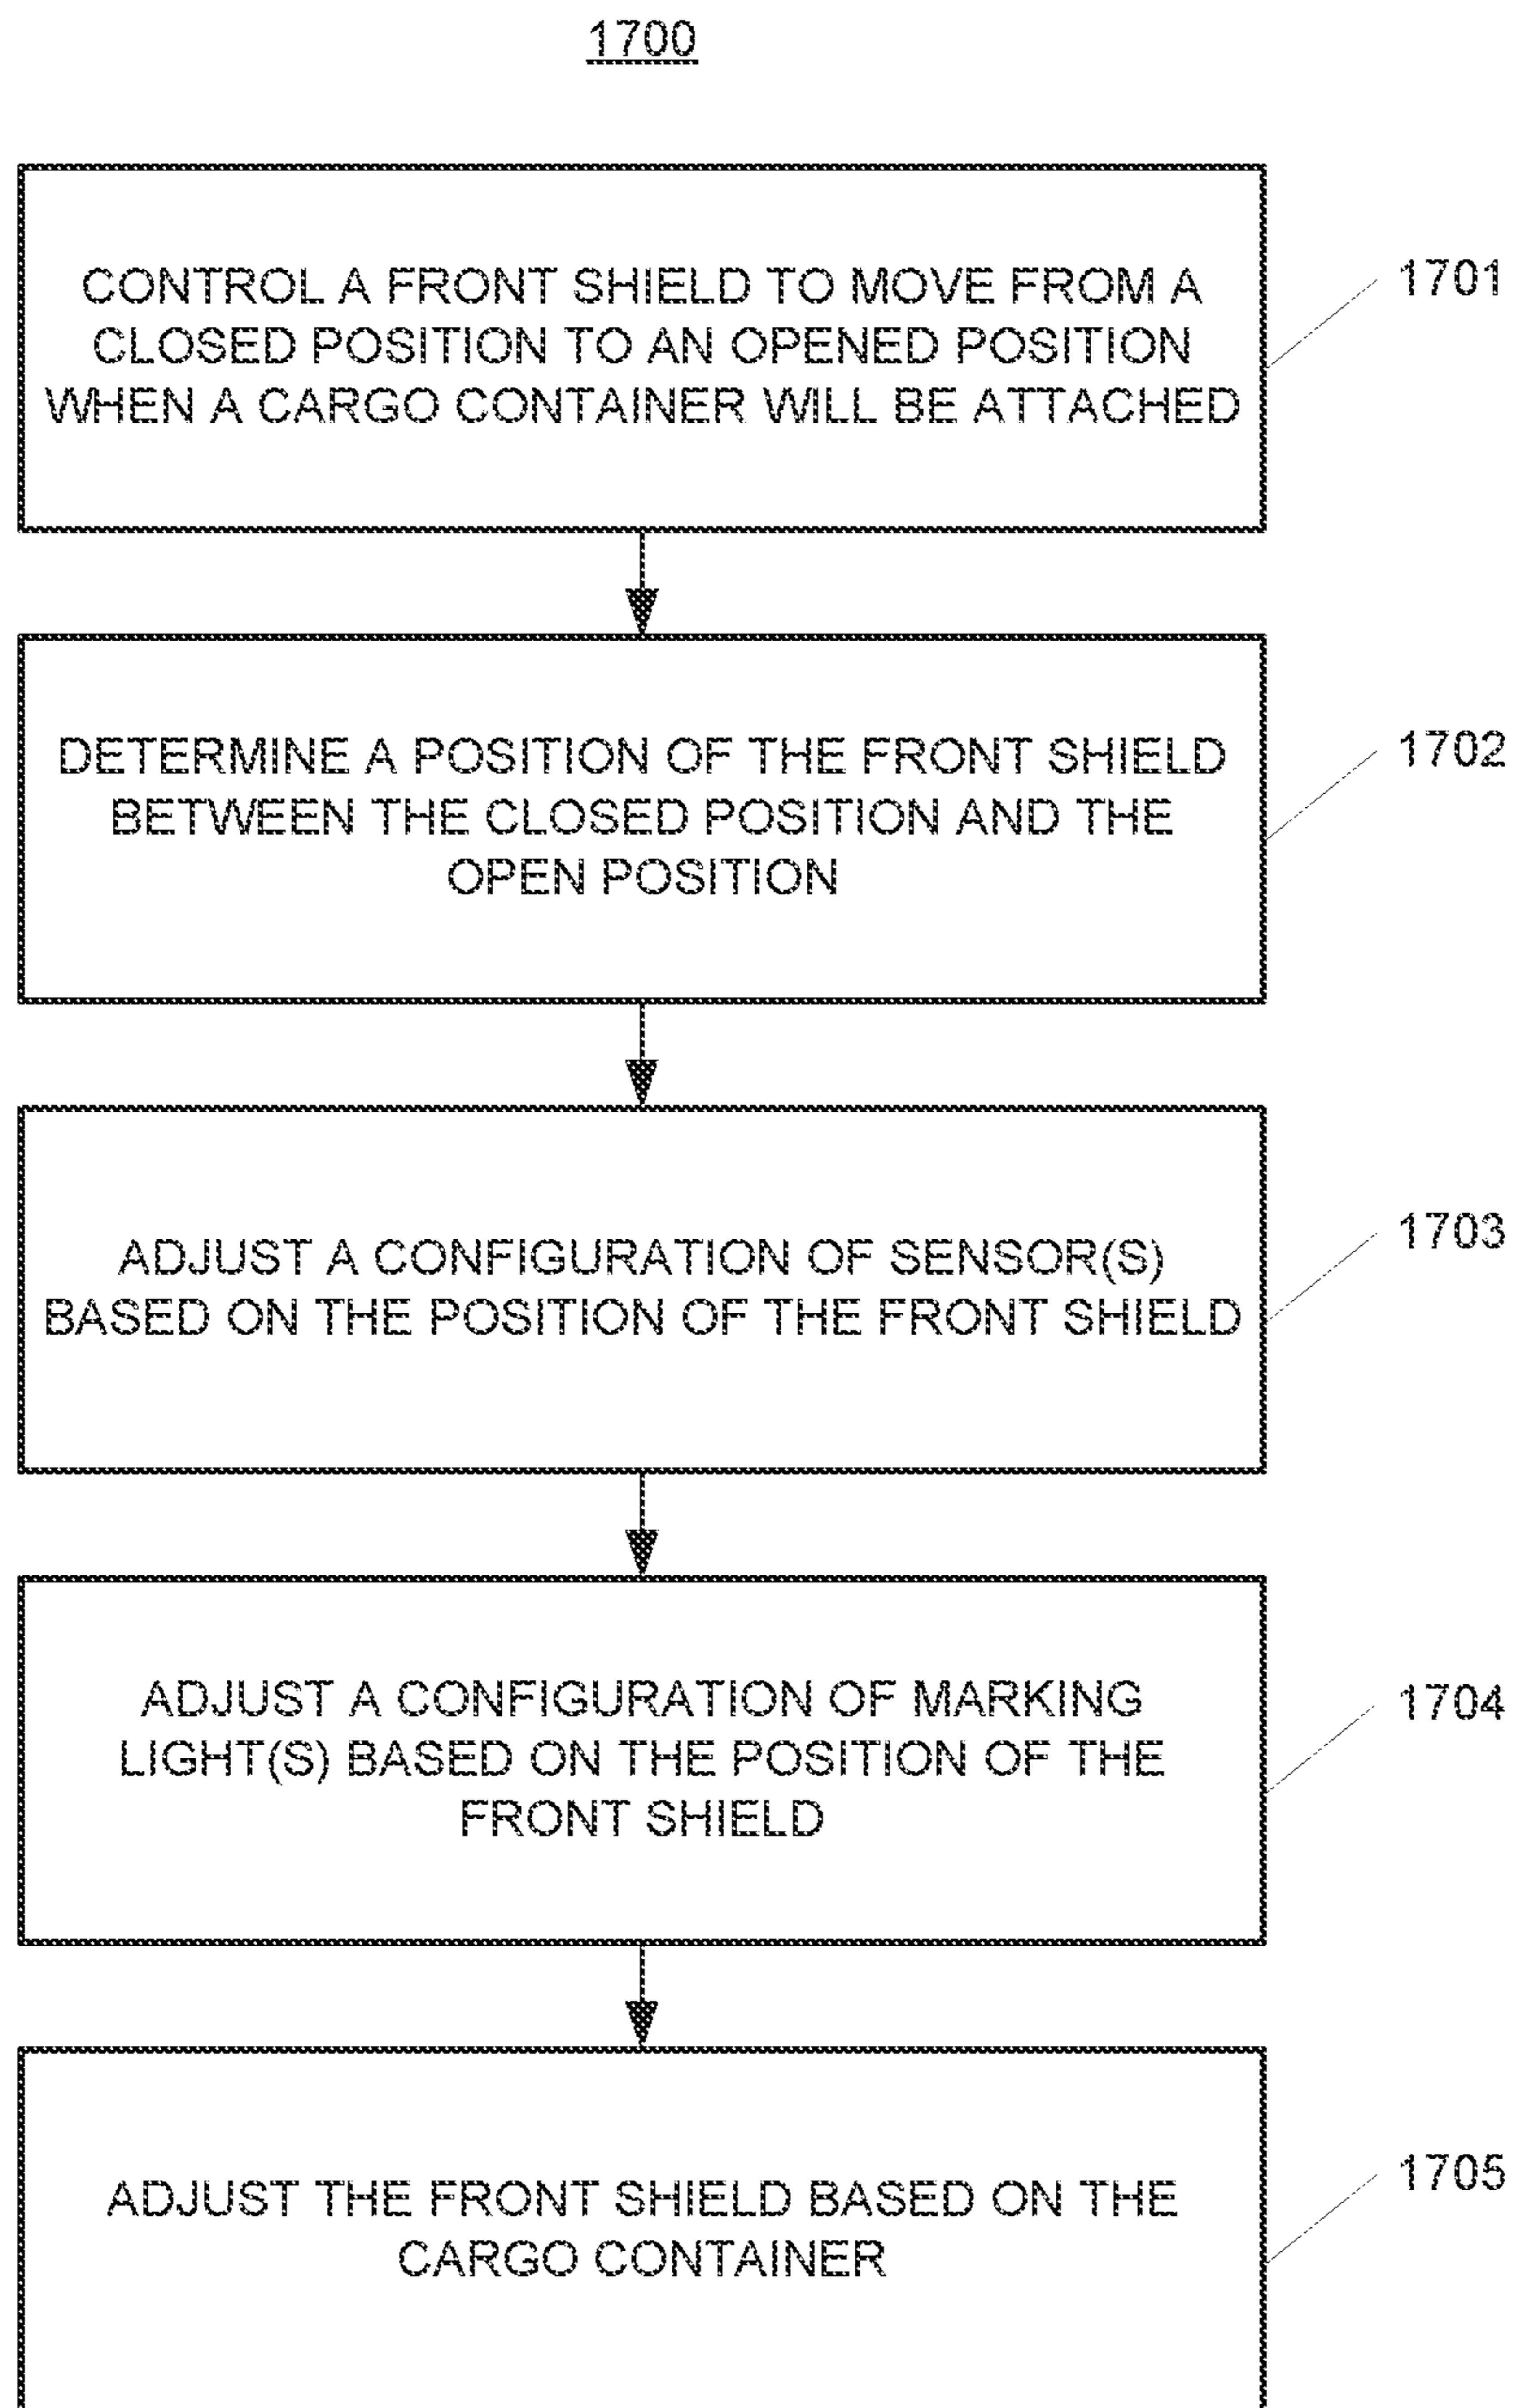 1700
CONTROL A FRONT SHIELD TO MOVE FROM A
CLOSED POSITION TO AN OPENED POSITION
WHEN A CARGO CONTAINER WILL BE ATTACHED
1701
DETERMINE A POSITION OF THE FRONT SHIELD
BETWEEN THE CLOSED POSITION AND THE
OPEN POSITION
1702
ADJUST A CONFIGURATION OF SENSOR(S)
BASED ON THE POSITION OF THE FRONT SHIELD
1703
ADJUST A CONFIGURATION OF MARKING
LIGHT(S) BASED ON THE POSITION OF THE
FRONT SHIELD
1704
ADJUST THE FRONT SHIELD BASED ON THE
CARGO CONTAINER
1705